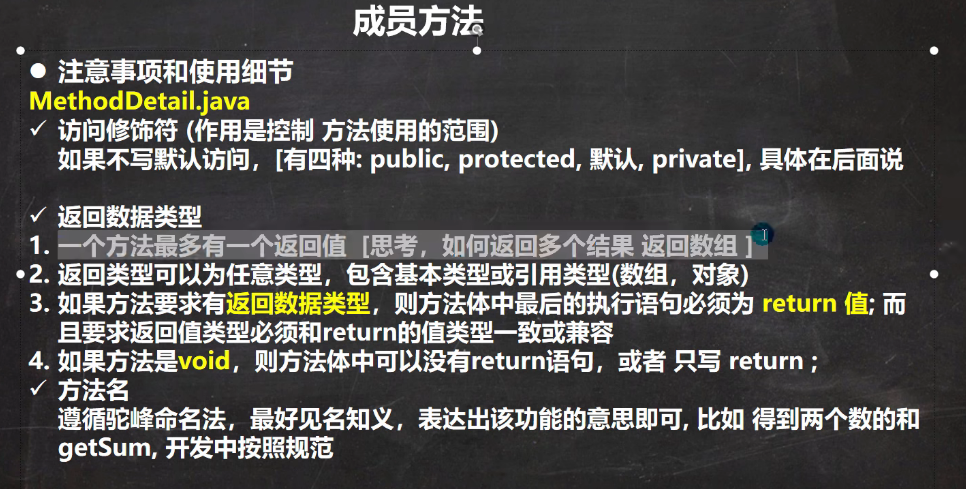 成员方法
注意事项和使用细节
MethodDetail.java
✓ 访问修饰符 (作用是控制 方法使用的范围)
如果不写默认访问，[有四种: public, protected, 默认, private], 具体在后面说
✓ 返回数据类型
1. 一个方法最多有一个返回值 [思考，如何返回多个结果 返回数组 ]
2. 返回类型可以为任意类型，包含基本类型或引用类型(数组，对象)
3. 如果方法要求有返回数据类型，则方法体中最后的执行语句必须为 return 值; 而
且要求返回值类型必须和return的值类型一致或兼容
4. 如果方法是void，则方法体中可以没有return语句，或者 只写 return ;
✓ 方法名
遵循驼峰命名法，最好见名知义，表达出该功能的意思即可, 比如 得到两个数的和
getSum, 开发中按照规范